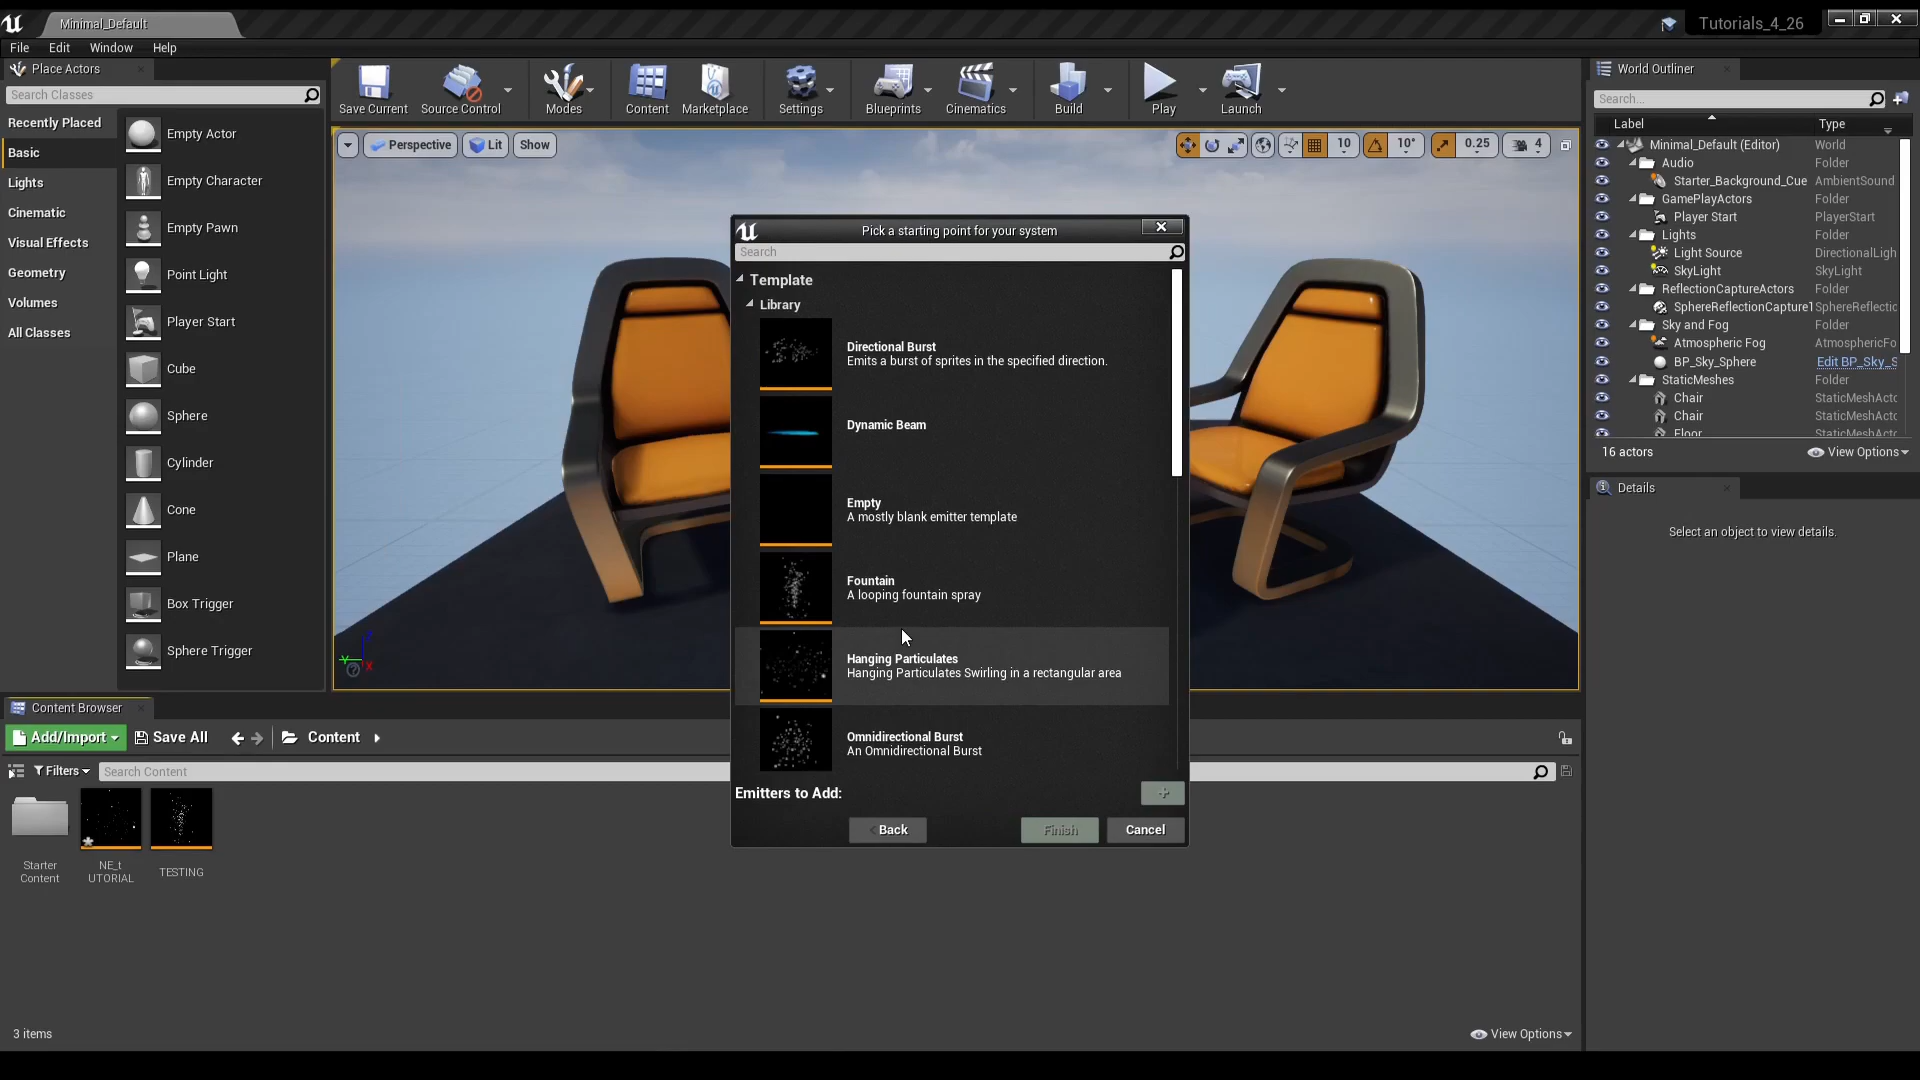 Minimal_Default
Tutorials_4_26
File Edit Window Help
Place Actors
Search Classes
Recently Placed
Basic
Lights
Cinematic
Visual Effects
Geometry
Volumes
All Classes
Empty Actor
Empty Character
Empty Pawn
Point Light
Player Start
Cube
Sphere
Cylinder
Cone
Plane
Box Trigger
Sphere Trigger
Save Current Source Control Modes Content Marketplace Settings Blueprints Cinematics Build Play Launch
Perspective Lit Show
10 10° 0.25 4
Pick a starting point for your system
Search
Template
Library
Directional Burst
Emits a burst of sprites in the specified direction.
Dynamic Beam
Empty
A mostly blank emitter template
Fountain
A looping fountain spray
Hanging Particulates
Hanging Particulates Swirling in a rectangular area
Omnidirectional Burst
An Omnidirectional Burst
Emitters to Add:
Back Finish Cancel
World Outliner
Search...
Label Type
Minimal_Default (Editor) World
Audio Folder
Starter_Background_Cue AmbientSound
GamePlayActors Folder
Player Start PlayerStart
Lights Folder
Light Source DirectionalLigh
SkyLight SkyLight
ReflectionCaptureActors Folder
SphereReflectionCapture1 SphereReflectic
Sky and Fog Folder
Atmospheric Fog AtmosphericFo
BP_Sky_Sphere Edit BP_Sky_S
StaticMeshes Folder
Chair StaticMeshActc
Chair StaticMeshActc
Floor StaticMeshActc
16 actors View Options
Details
Select an object to view details.
Content Browser
Add/Import Save All Content
Filters Search Content
Starter
Content
NE_t
UTORIAL
TESTING
3 items View Options